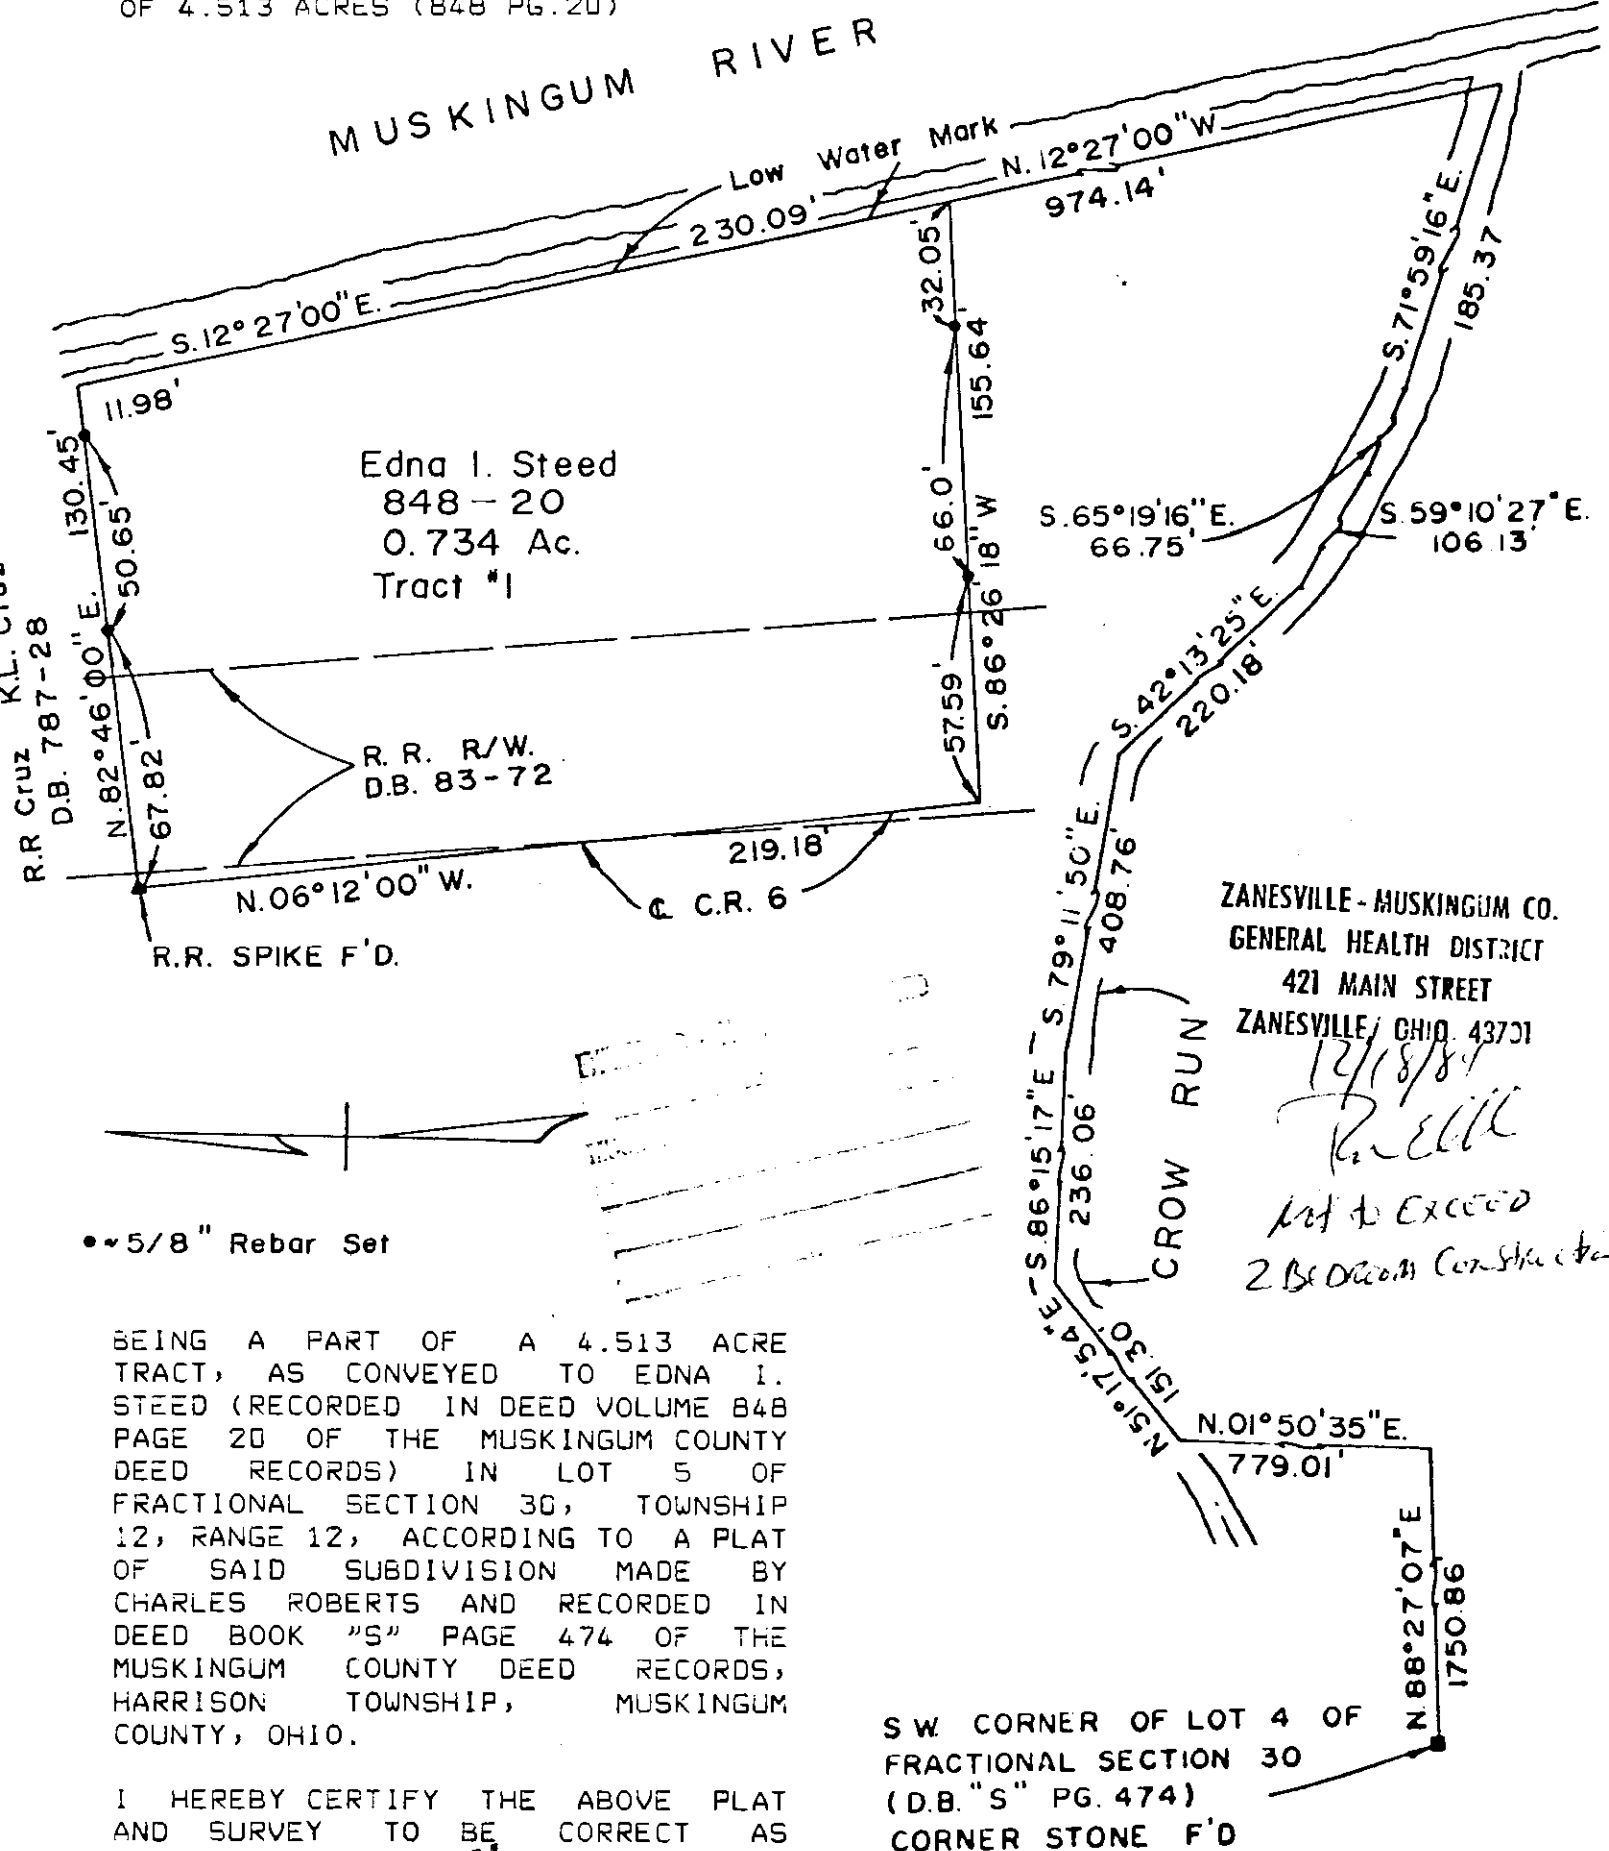 OF 4.513 ACRES (848 PG.20)
MUSKINGUM RIVER
Low Water Mark
N. 12°27'00"W
974.14'
230.09'
S. 12°27'00"E.
11.98'
32.05'
155.64'
66.0'
S. 86°26'18"W
57.59'
130.45'
50.65'
N. 82°46'00"E.
67.82'
R.R Cruz K.L.
D.B. 787-28
Edna I. Steed
848-20
0.734 Ac.
Tract #1
R. R. R/W.
D.B. 83-72
219.18'
N.06°12'00"W.
℄ C.R. 6
R.R. SPIKE F'D.
S. 71°59'16"E.
185.37
S.65°19'16"E.
66.75'
S.59°10'27"E.
106.13'
S. 42°13'25"E.
220.18'
S. 79°11'50"E.
408.76'
S.86°15'17"E
236.06'
CROW RUN
N 51°17'54"E
151.30'
N.01°50'35"E.
779.01'
N.88°27'07"E
1750.86
ZANESVILLE-MUSKINGUM CO.
GENERAL HEALTH DISTRICT
421 MAIN STREET
ZANESVILLE, OHIO 43701
12/18/84
Not to EXCEED
2 BEDROOM Construction
•~5/8" Rebar Set
BEING A PART OF A 4.513 ACRE
TRACT, AS CONVEYED TO EDNA I.
STEED (RECORDED IN DEED VOLUME 848
PAGE 20 OF THE MUSKINGUM COUNTY
DEED RECORDS) IN LOT 5 OF
FRACTIONAL SECTION 30, TOWNSHIP
12, RANGE 12, ACCORDING TO A PLAT
OF SAID SUBDIVISION MADE BY
CHARLES ROBERTS AND RECORDED IN
DEED BOOK "S" PAGE 474 OF THE
MUSKINGUM COUNTY DEED RECORDS,
HARRISON TOWNSHIP, MUSKINGUM
COUNTY, OHIO.
I HEREBY CERTIFY THE ABOVE PLAT
AND SURVEY TO BE CORRECT AS
S W. CORNER OF LOT 4 OF
FRACTIONAL SECTION 30
(D.B. "S" PG. 474)
CORNER STONE F'D